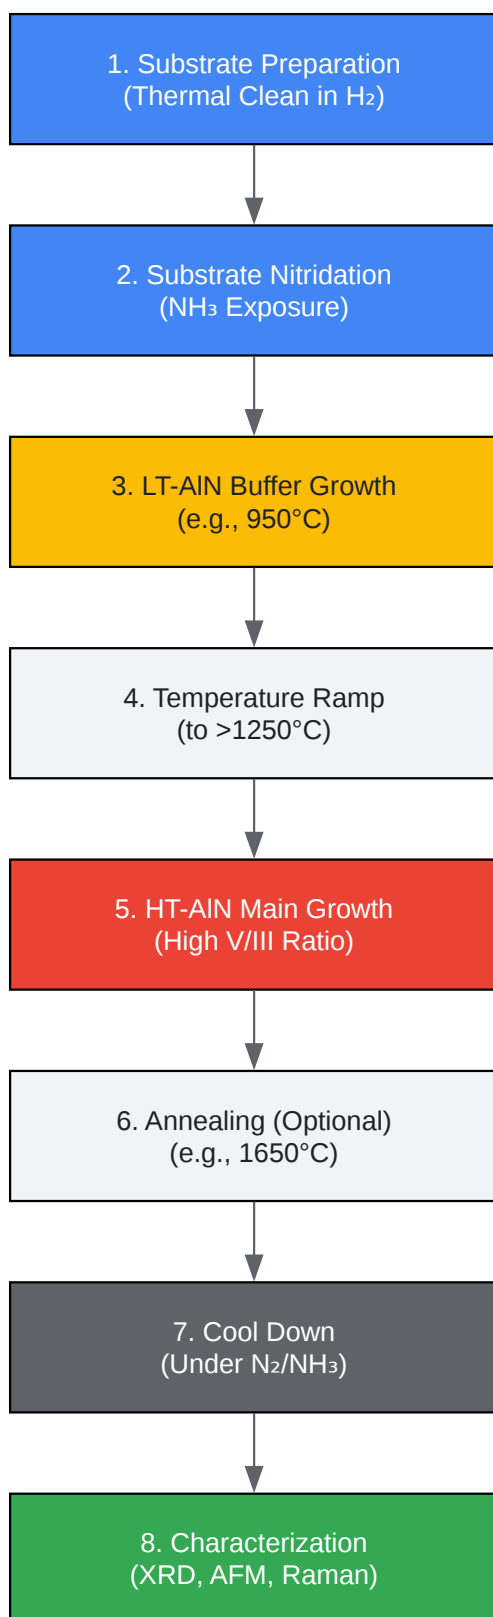 1. Substrate Preparation
(Thermal Clean in H₂)
2. Substrate Nitridation
(NH₃ Exposure)
3. LT-AlN Buffer Growth
(e.g., 950°C)
4. Temperature Ramp
(to >1250°C)
5. HT-AlN Main Growth
(High V/III Ratio)
6. Annealing (Optional)
(e.g., 1650°C)
7. Cool Down
(Under N₂/NH₃)
8. Characterization
(XRD, AFM, Raman)